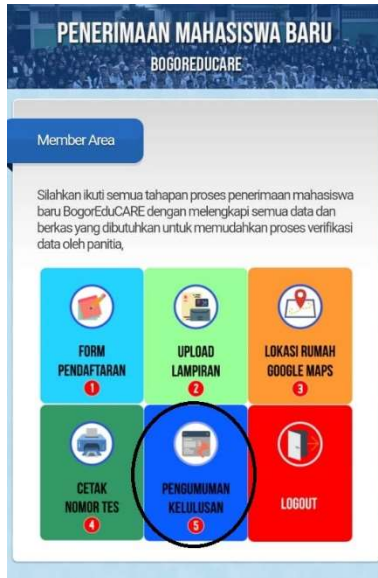 PENERIMAAN MAHASISWA BARU
BOGOREDUCARE
Member Area
Silahkan ikuti semua tahapan proses penerimaan mahasiswa
baru BogorEduCARE dengan melengkapi semua data dan
berkas yang dibutuhkan untuk memudahkan proses verifikasi
data oleh panitia,
FORM
PENDAFTARAN
1
UPLOAD
LAMPIRAN
2
LOKASI RUMAH
GOOGLE MAPS
3
CETAK
NOMOR TES
4
PENGUMUMAN
KELULUSAN
5
LOGOUT